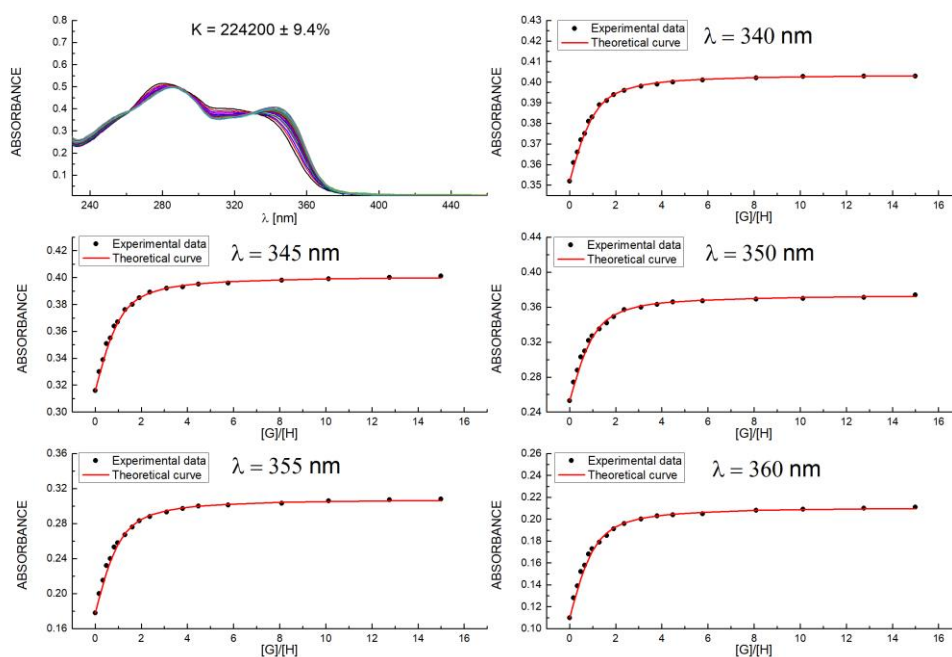 K = 224200 ± 9.4%
ABSORBANCE
0.8
0.7
0.6
0.5
0.4
0.3
0.2
0.1
240 280 320 360 400 440
λ [nm]
Experimental data
Theoretical curve
λ = 340 nm
ABSORBANCE
0.43
0.42
0.41
0.40
0.39
0.38
0.37
0.36
0.35
0 2 4 6 8 10 12 14 16
[G]/[H]
Experimental data
Theoretical curve
λ = 345 nm
ABSORBANCE
0.42
0.40
0.38
0.36
0.34
0.32
0.30
0 2 4 6 8 10 12 14 16
[G]/[H]
Experimental data
Theoretical curve
λ = 350 nm
ABSORBANCE
0.44
0.40
0.36
0.32
0.28
0.24
0 2 4 6 8 10 12 14 16
[G]/[H]
Experimental data
Theoretical curve
λ = 355 nm
ABSORBANCE
0.36
0.32
0.28
0.24
0.20
0.16
0 2 4 6 8 10 12 14 16
[G]/[H]
Experimental data
Theoretical curve
λ = 360 nm
ABSORBANCE
0.26
0.24
0.22
0.20
0.18
0.16
0.14
0.12
0.10
0 2 4 6 8 10 12 14 16
[G]/[H]